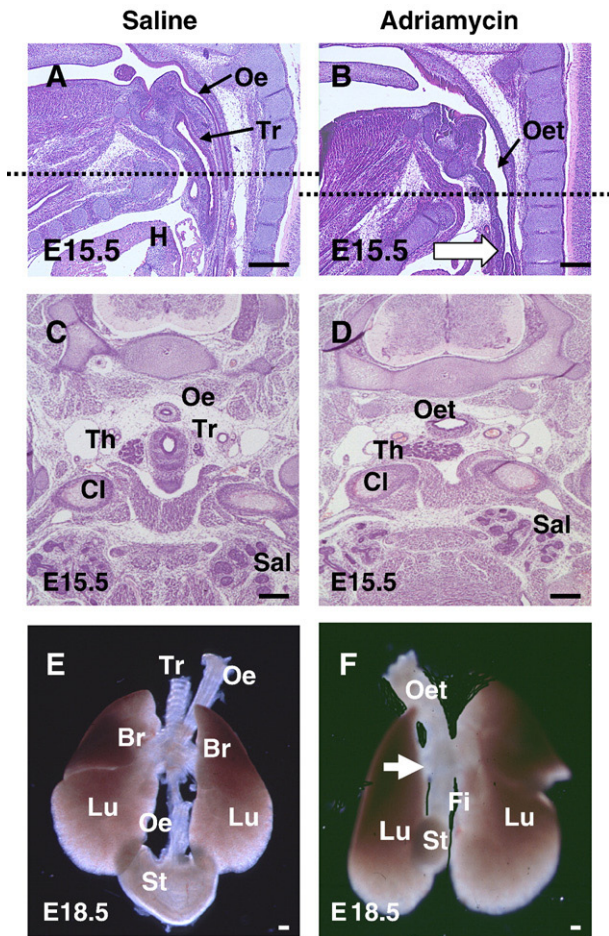 Saline Adriamycin
A Oe Tr H E15.5
B Oet E15.5
C Oe Tr Th Cl Sal E15.5
D Oet Th Cl Sal E15.5
E Tr Oe Br Br Lu Oe Lu St E18.5
F Oet Fi Lu St Lu E18.5